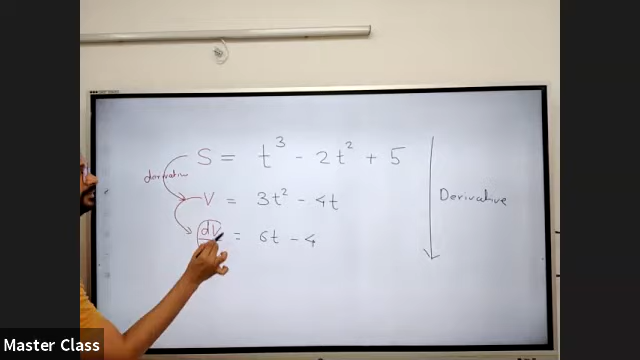 S = t³ - 2t² + 5
derivative
V = 3t² - 4t
Derivative
dV = 6t - 4
Master Class